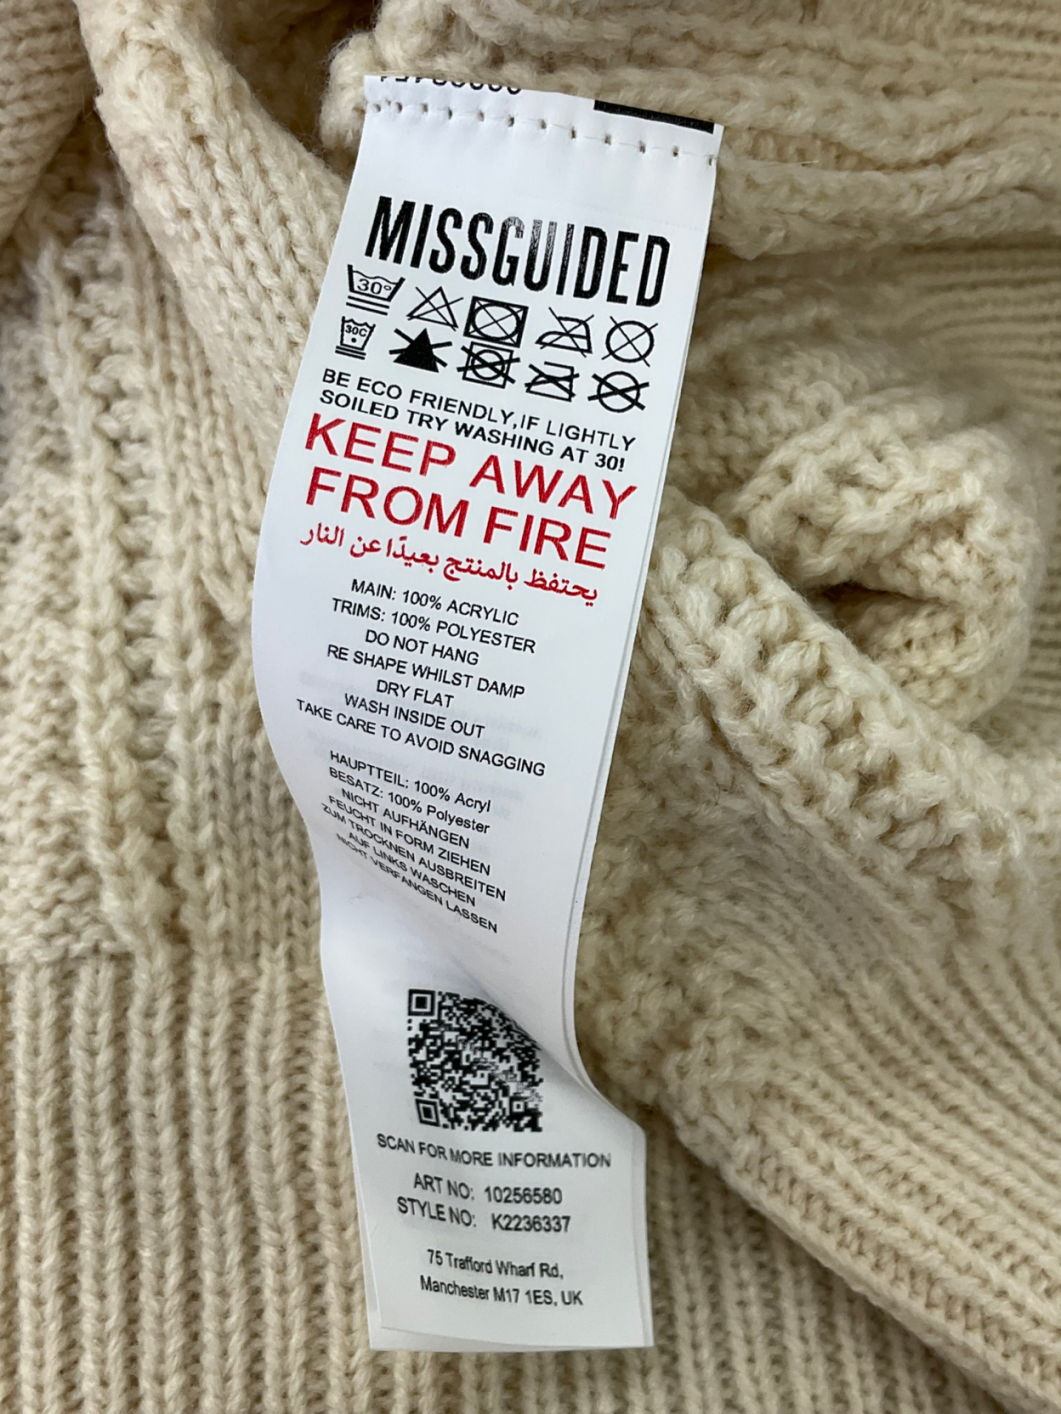 MISSGUIDED
30°
30C
BE ECO FRIENDLY,IF LIGHTLY
SOILED TRY WASHING AT 30!
KEEP AWAY
FROM FIRE
يحتفظ بالمنتج بعيدًا عن النار
MAIN: 100% ACRYLIC
TRIMS: 100% POLYESTER
DO NOT HANG
RE SHAPE WHILST DAMP
DRY FLAT
WASH INSIDE OUT
TAKE CARE TO AVOID SNAGGING
HAUPTTEIL: 100% Acryl
BESATZ: 100% Polyester
NICHT AUFHÄNGEN
FEUCHT IN FORM ZIEHEN
ZUM TROCKNEN AUSBREITEN
AUF LINKS WASCHEN
NICHT VERFANGEN LASSEN
SCAN FOR MORE INFORMATION
ART NO: 10256580
STYLE NO: K2236337
75 Trafford Wharf Rd,
Manchester M17 1ES, UK